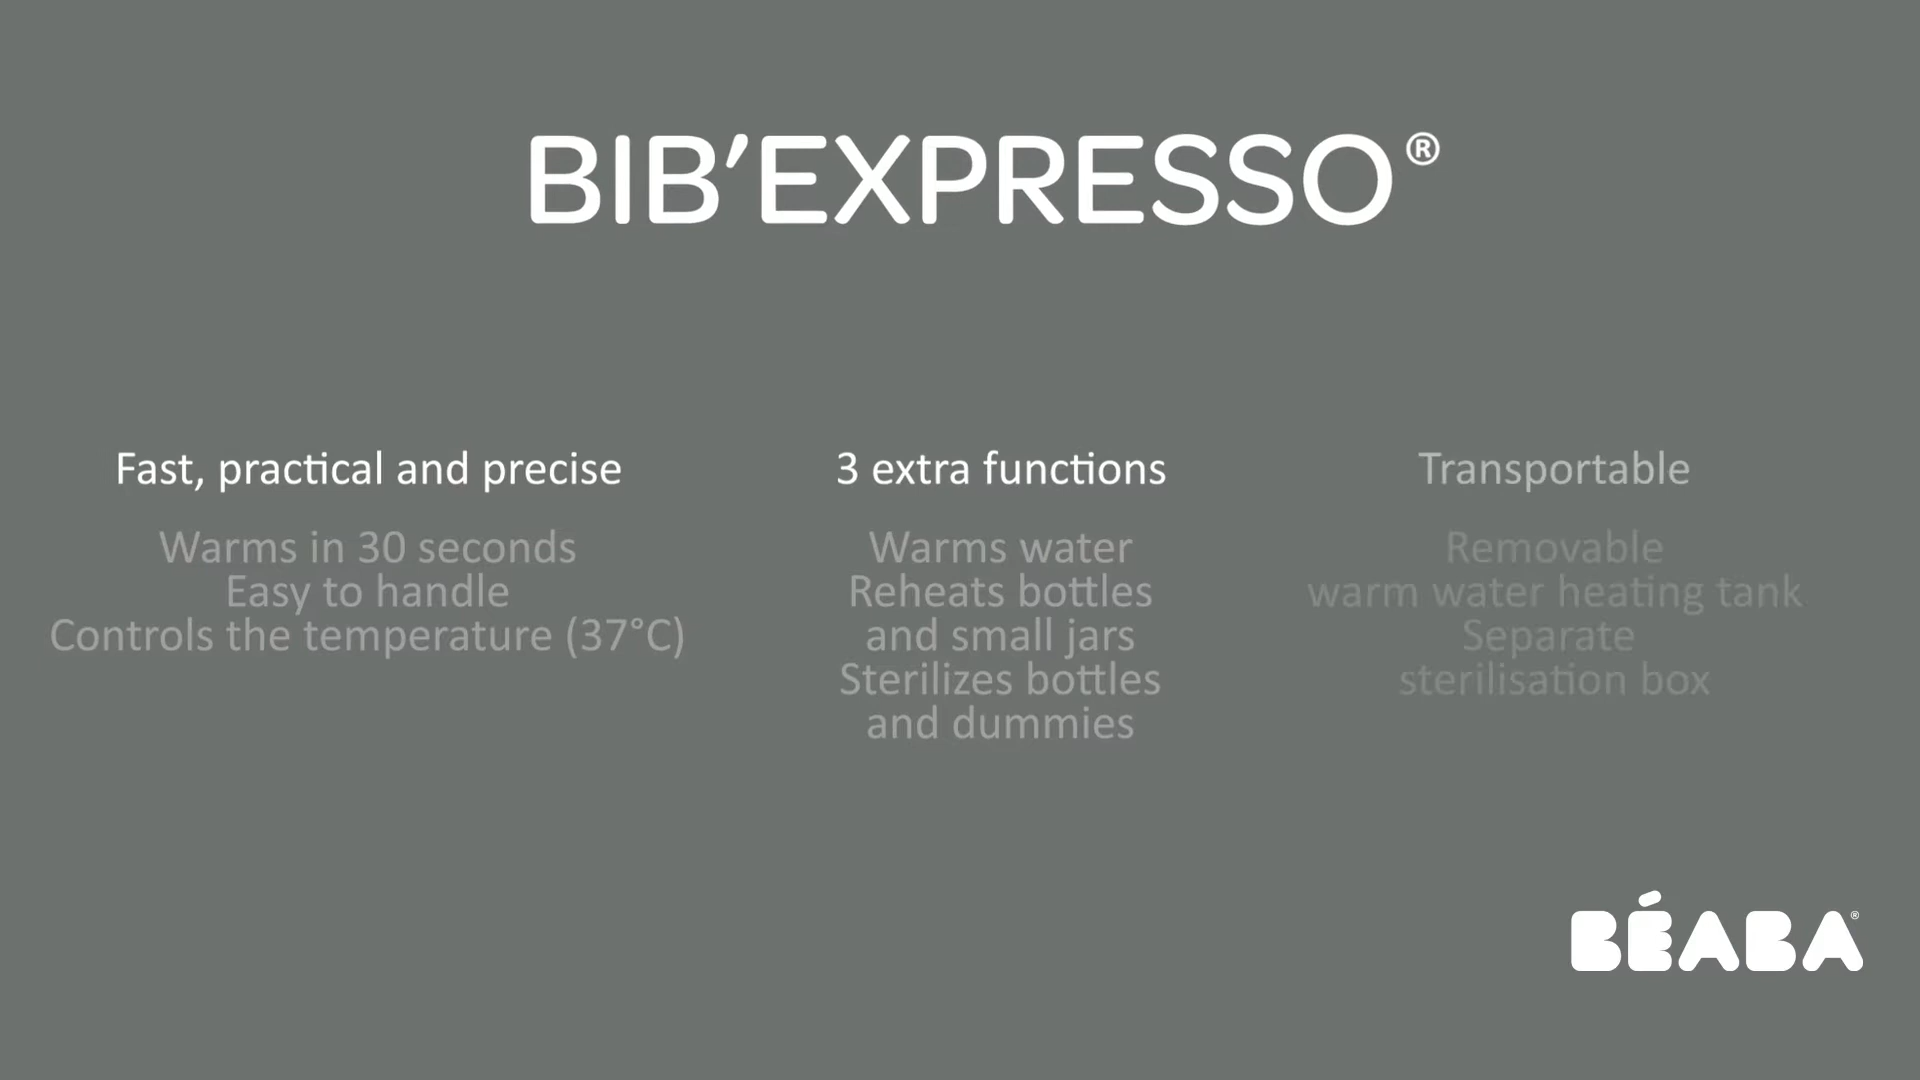 BIB'EXPRESSO®
Fast, practical and precise
Warms in 30 seconds
Easy to handle
Controls the temperature (37°C)
3 extra functions
Warms water
Reheats bottles
and small jars
Sterilizes bottles
and dummies
Transportable
Removable
warm water heating tank
Separate
sterilisation box
BÉABA®